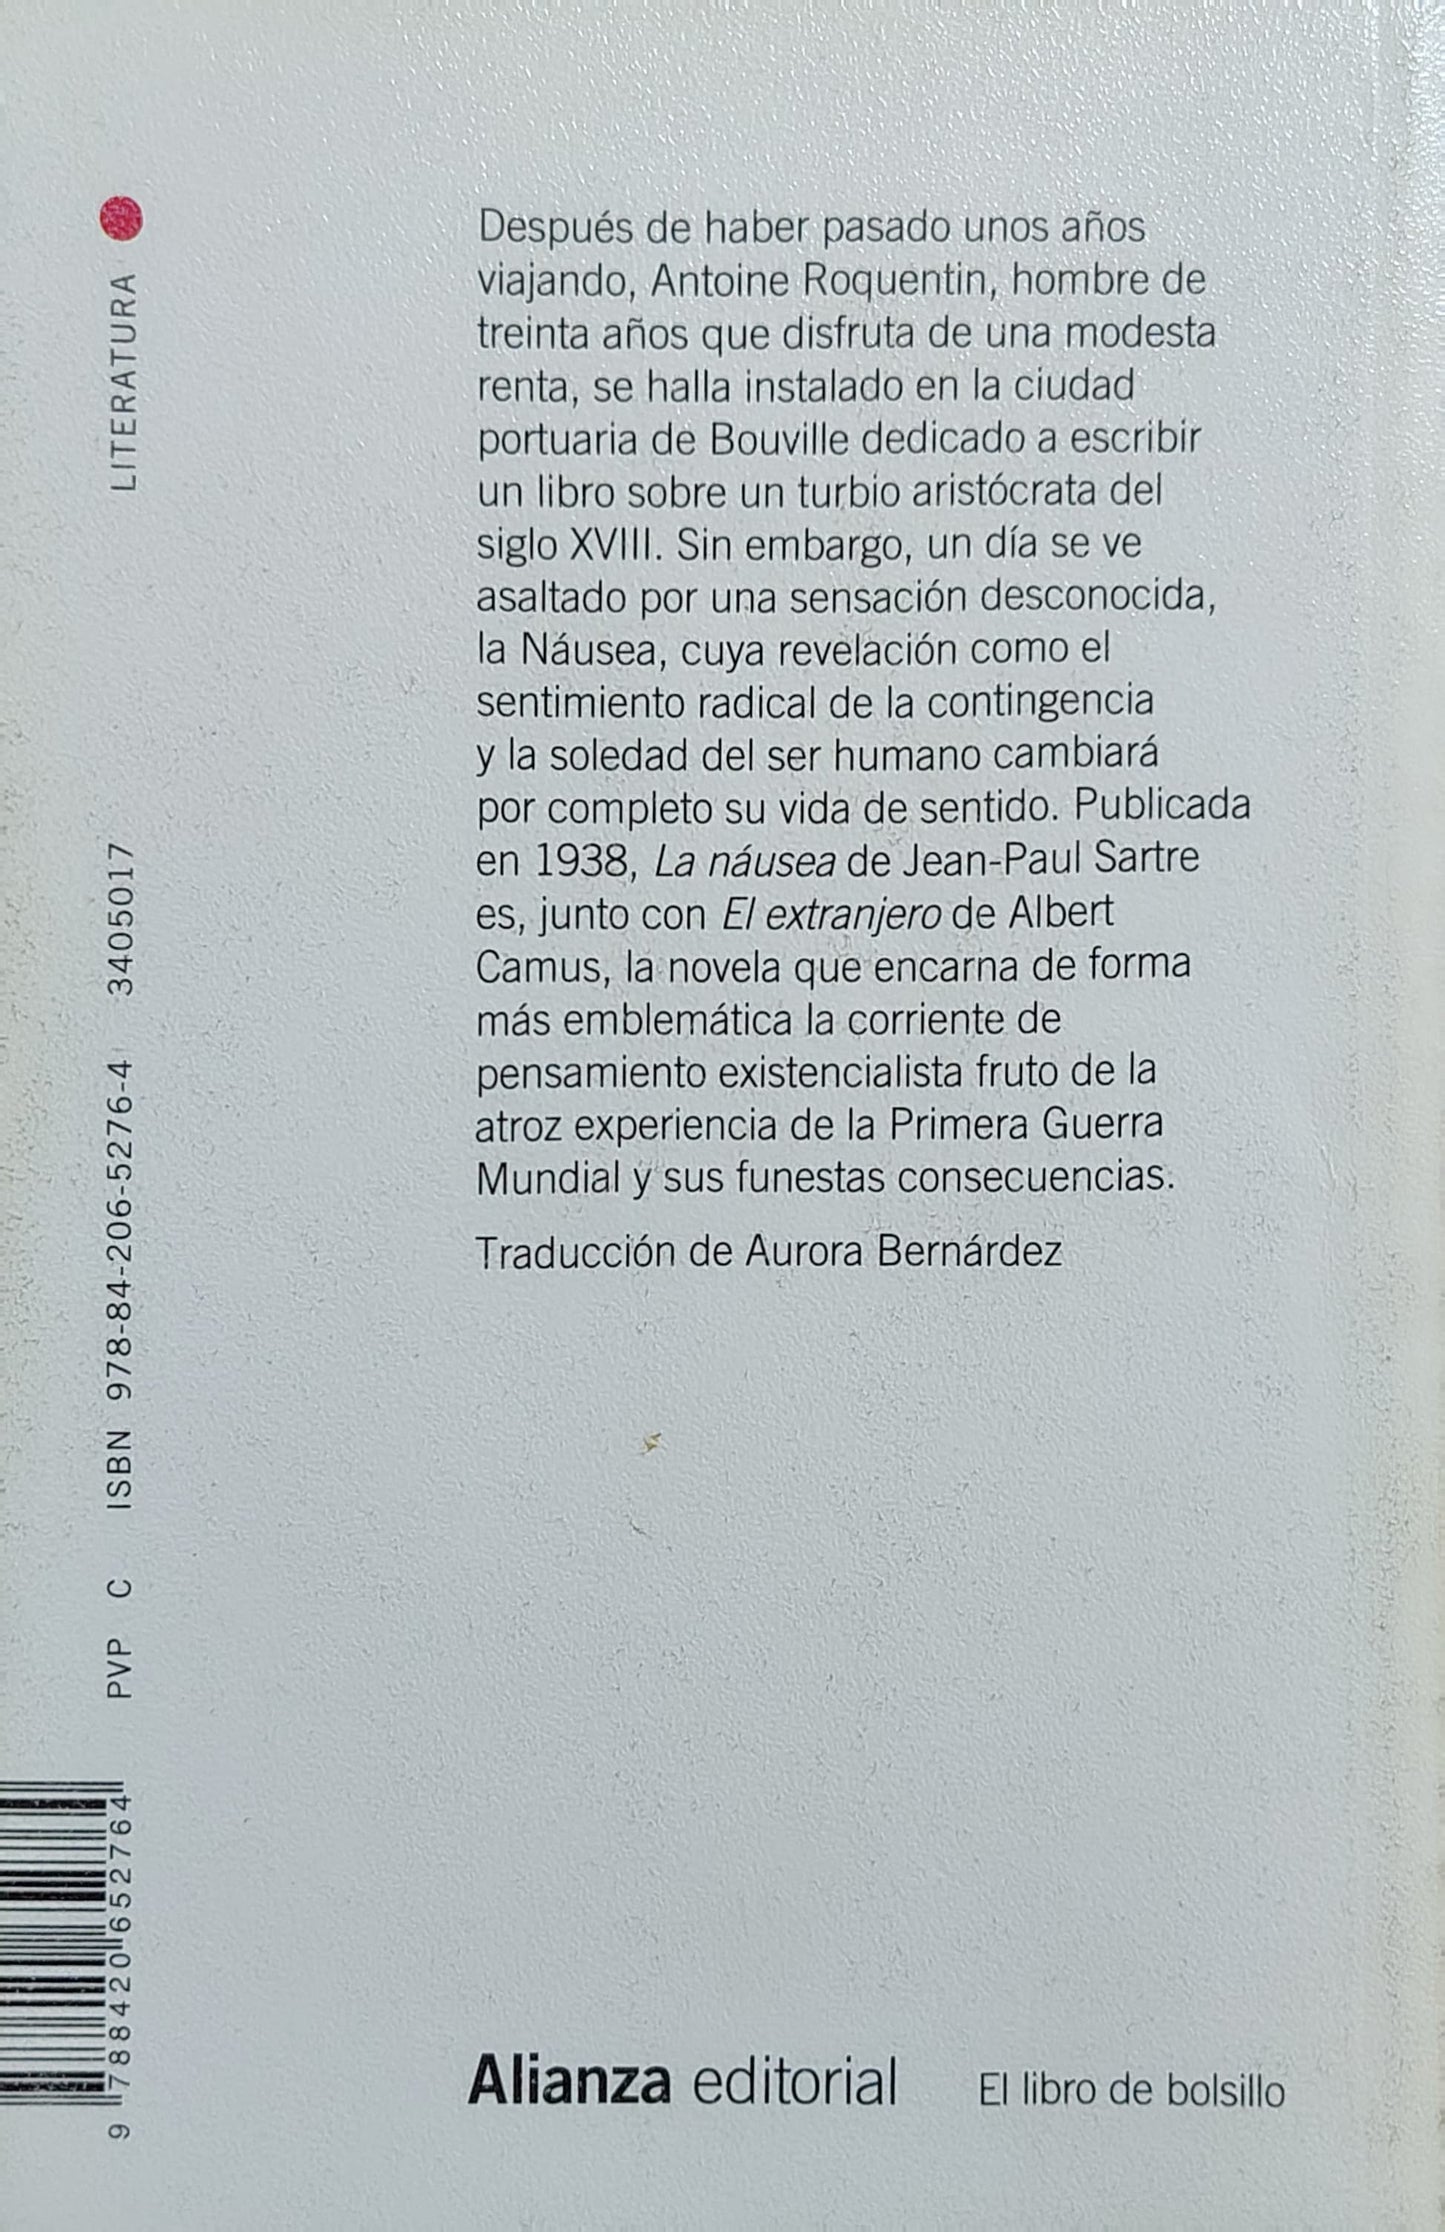 LITERATURA
Después de haber pasado unos años
viajando, Antoine Roquentin, hombre de
treinta años que disfruta de una modesta
renta, se halla instalado en la ciudad
portuaria de Bouville dedicado a escribir
un libro sobre un turbio aristócrata del
siglo XVIII. Sin embargo, un día se ve
asaltado por una sensación desconocida,
la Náusea, cuya revelación como el
sentimiento radical de la contingencia
y la soledad del ser humano cambiará
por completo su vida de sentido. Publicada
en 1938, La náusea de Jean-Paul Sartre
es, junto con El extranjero de Albert
Camus, la novela que encarna de forma
más emblemática la corriente de
pensamiento existencialista fruto de la
atroz experiencia de la Primera Guerra
Mundial y sus funestas consecuencias.
Traducción de Aurora Bernárdez
PVP C ISBN 978-84-206-5276-4 3405017
9 788420 652764
Alianza editorial El libro de bolsillo